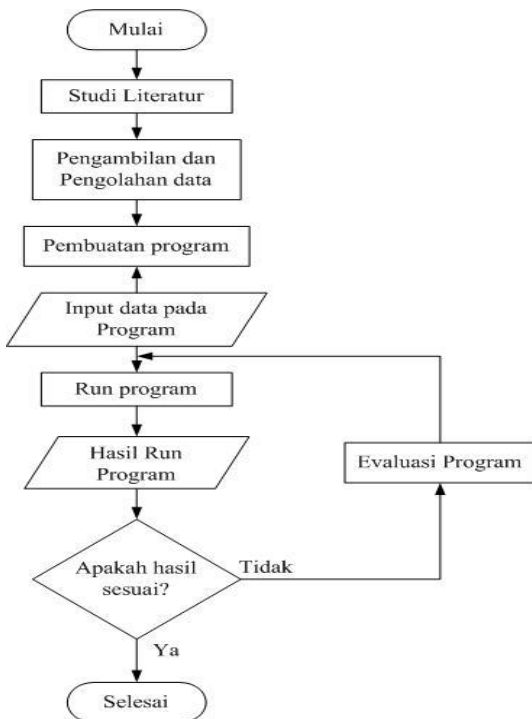 Mulai
Studi Literatur
Pengambilan dan
Pengolahan data
Pembuatan program
Input data pada
Program
Run program
Hasil Run
Program
Evaluasi Program
Apakah hasil
sesuai?
Tidak
Ya
Selesai